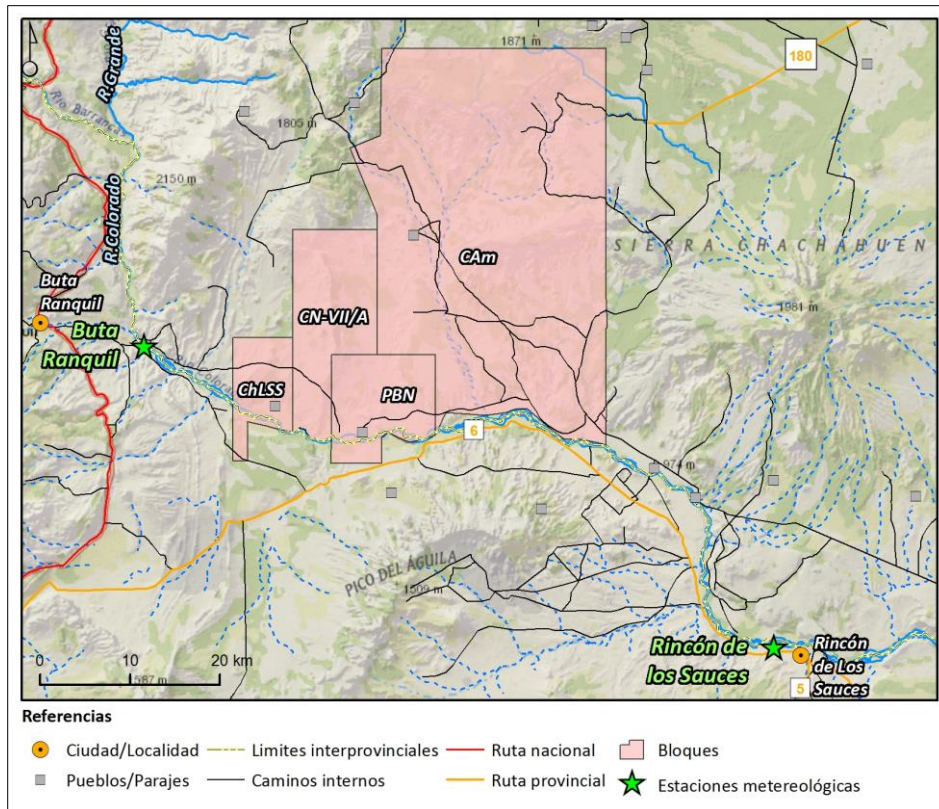 R.Grande
1871 m
180
Rio Barrancas
1805 m
2150 m
R.Colorado
SIERRA CHACHAHUÉN
CAm
Buta
Ranquil
CN-VII/A
1981 m
Buta
Ranquil
ChLSS
PBN
6
974 m
PICO DEL ÁGUILA
1509 m
Rincón de
los Sauces
Rincón
de Los
Sauces
0 10 20 km
587 m
5
Referencias
Ciudad/Localidad
Limites interprovinciales
Ruta nacional
Bloques
Pueblos/Parajes
Caminos internos
Ruta provincial
Estaciones metereológicas